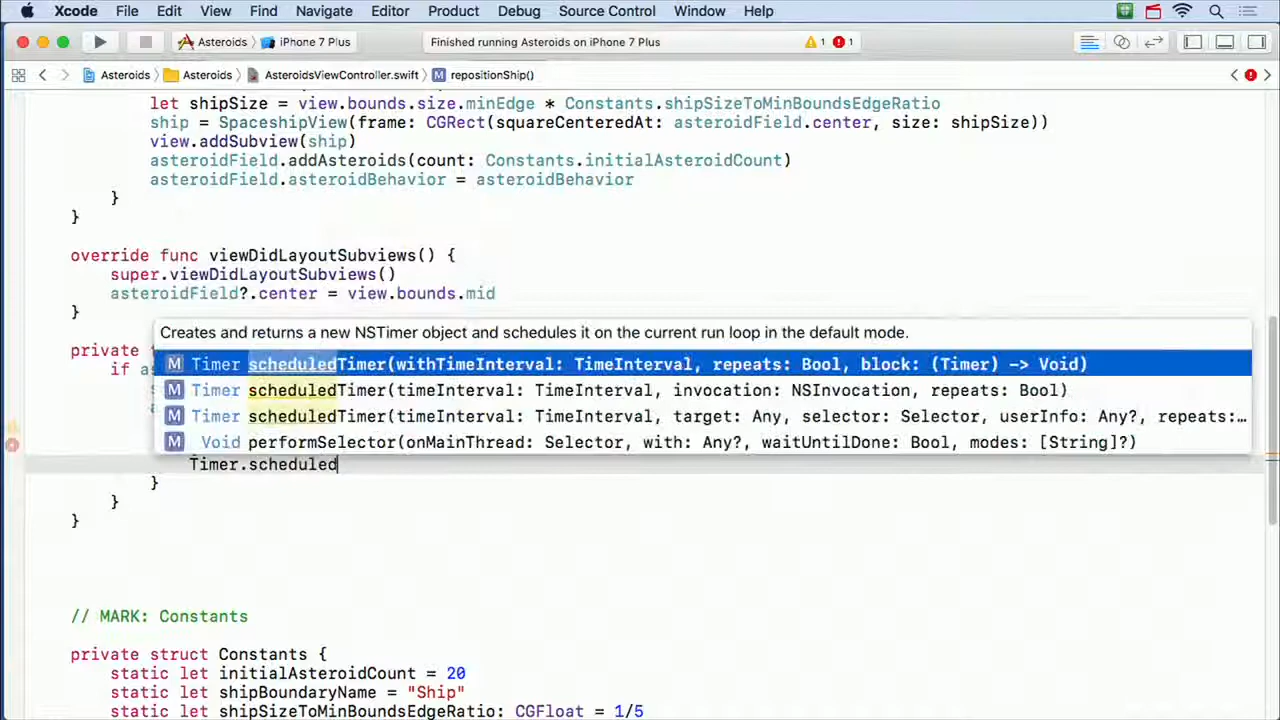 Xcode File Edit View Find Navigate Editor Product Debug Source Control Window Help
Asteroids iPhone 7 Plus Finished running Asteroids on iPhone 7 Plus 1 1
Asteroids Asteroids AsteroidsViewController.swift M repositionShip()
let shipSize = view.bounds.size.minEdge * Constants.shipSizeToMinBoundsEdgeRatio
ship = SpaceshipView(frame: CGRect(squareCenteredAt: asteroidField.center, size: shipSize))
view.addSubview(ship)
asteroidField.addAsteroids(count: Constants.initialAsteroidCount)
asteroidField.asteroidBehavior = asteroidBehavior
}
}
override func viewDidLayoutSubviews() {
super.viewDidLayoutSubviews()
asteroidField?.center = view.bounds.mid
}
Creates and returns a new NSTimer object and schedules it on the current run loop in the default mode.
private
M Timer scheduledTimer(withTimeInterval: TimeInterval, repeats: Bool, block: (Timer) -> Void)
if
M Timer scheduledTimer(timeInterval: TimeInterval, invocation: NSInvocation, repeats: Bool)
M Timer scheduledTimer(timeInterval: TimeInterval, target: Any, selector: Selector, userInfo: Any?, repeats:…
M Void performSelector(onMainThread: Selector, with: Any?, waitUntilDone: Bool, modes: [String]?)
Timer.scheduled
}
}
}
// MARK: Constants
private struct Constants {
static let initialAsteroidCount = 20
static let shipBoundaryName = "Ship"
static let shipSizeToMinBoundsEdgeRatio: CGFloat = 1/5